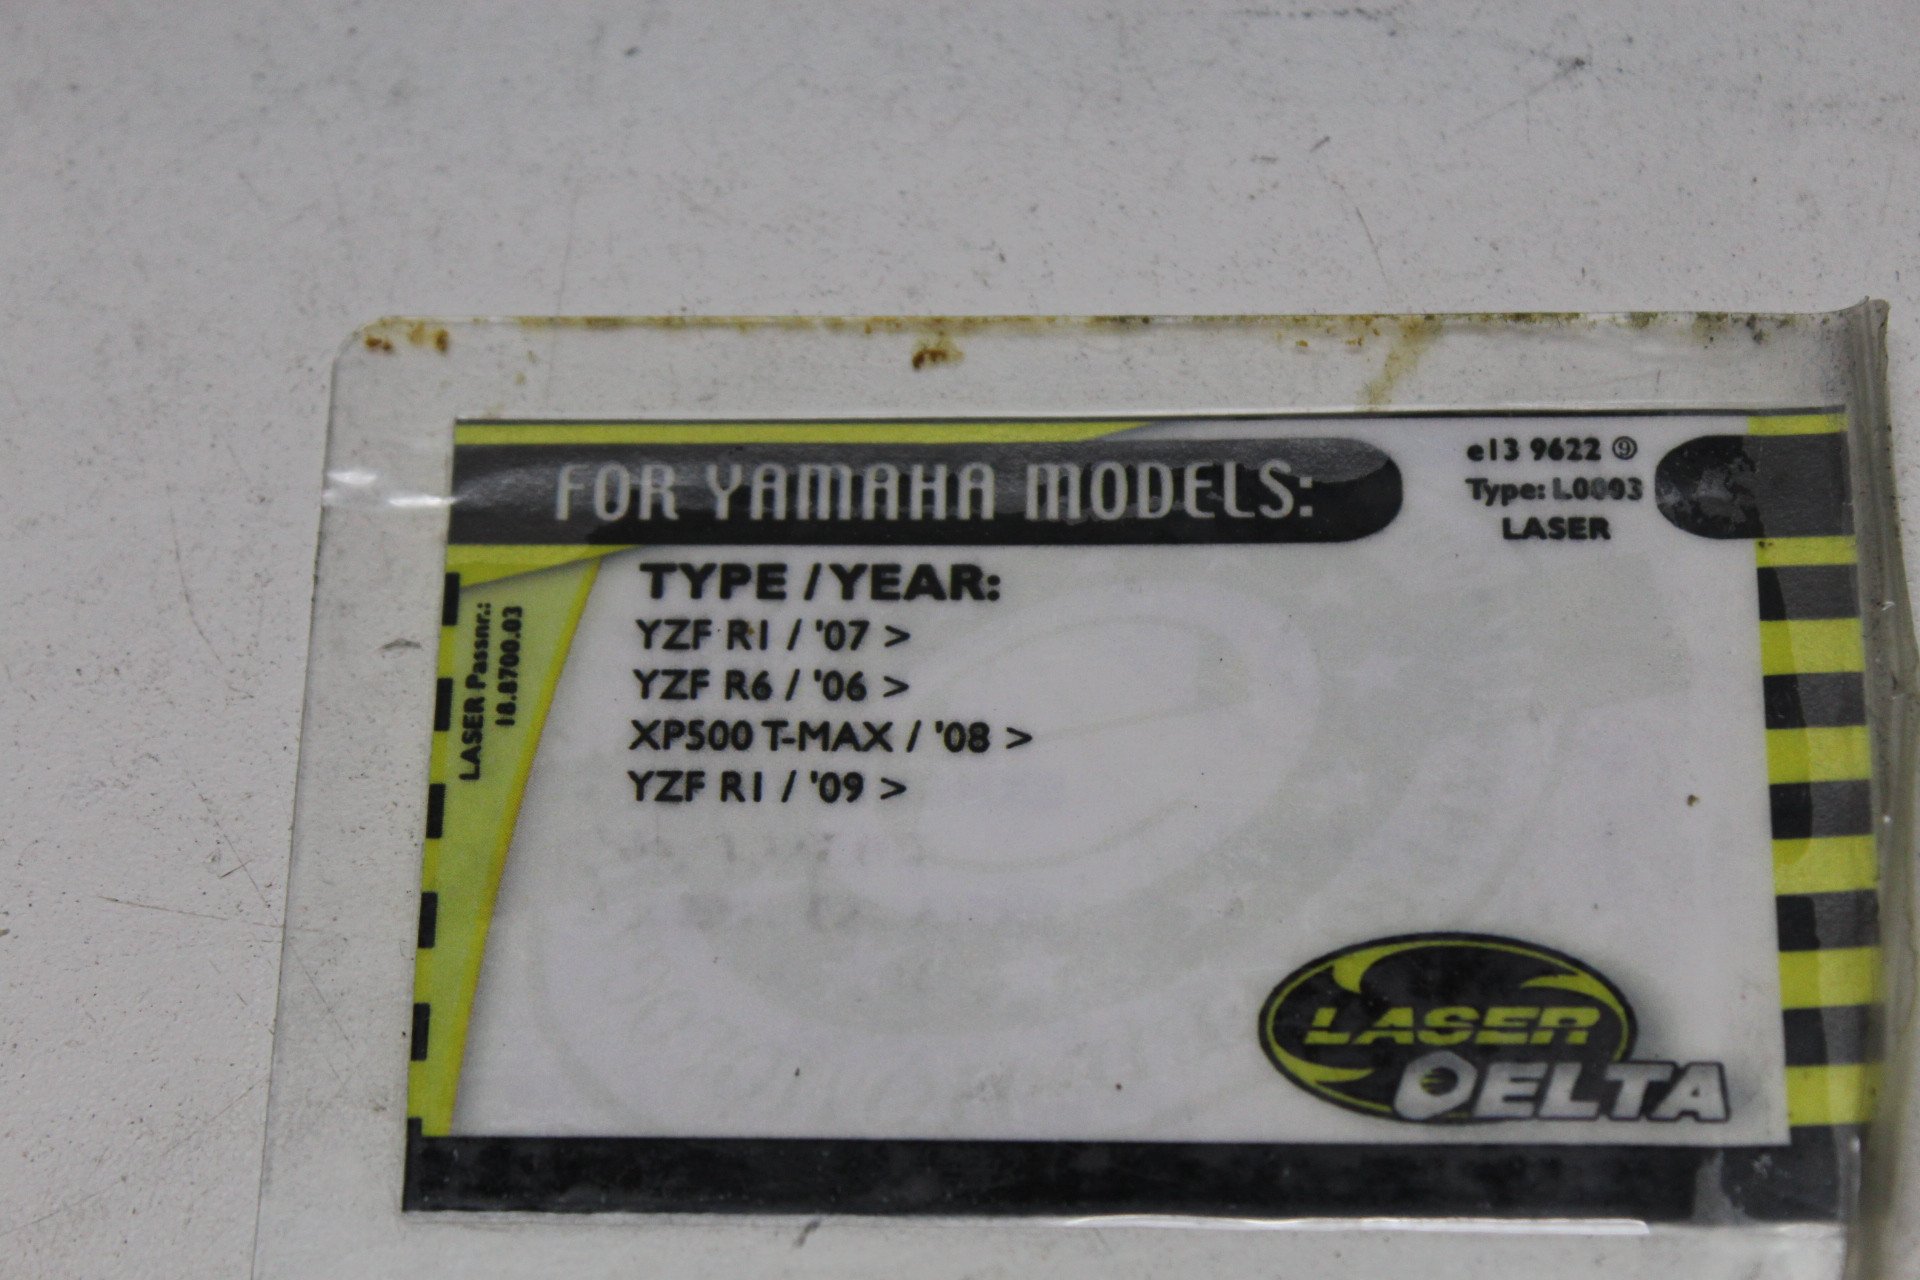 FOR YAMAHA MODELS:
e13 9622 ⑨
Type: L0003
LASER
TYPE / YEAR:
YZF R1 / '07 >
YZF R6 / '06 >
XP500 T-MAX / '08 >
YZF R1 / '09 >
LASER Passnr.:
18.8700.03
LASER
DELTA